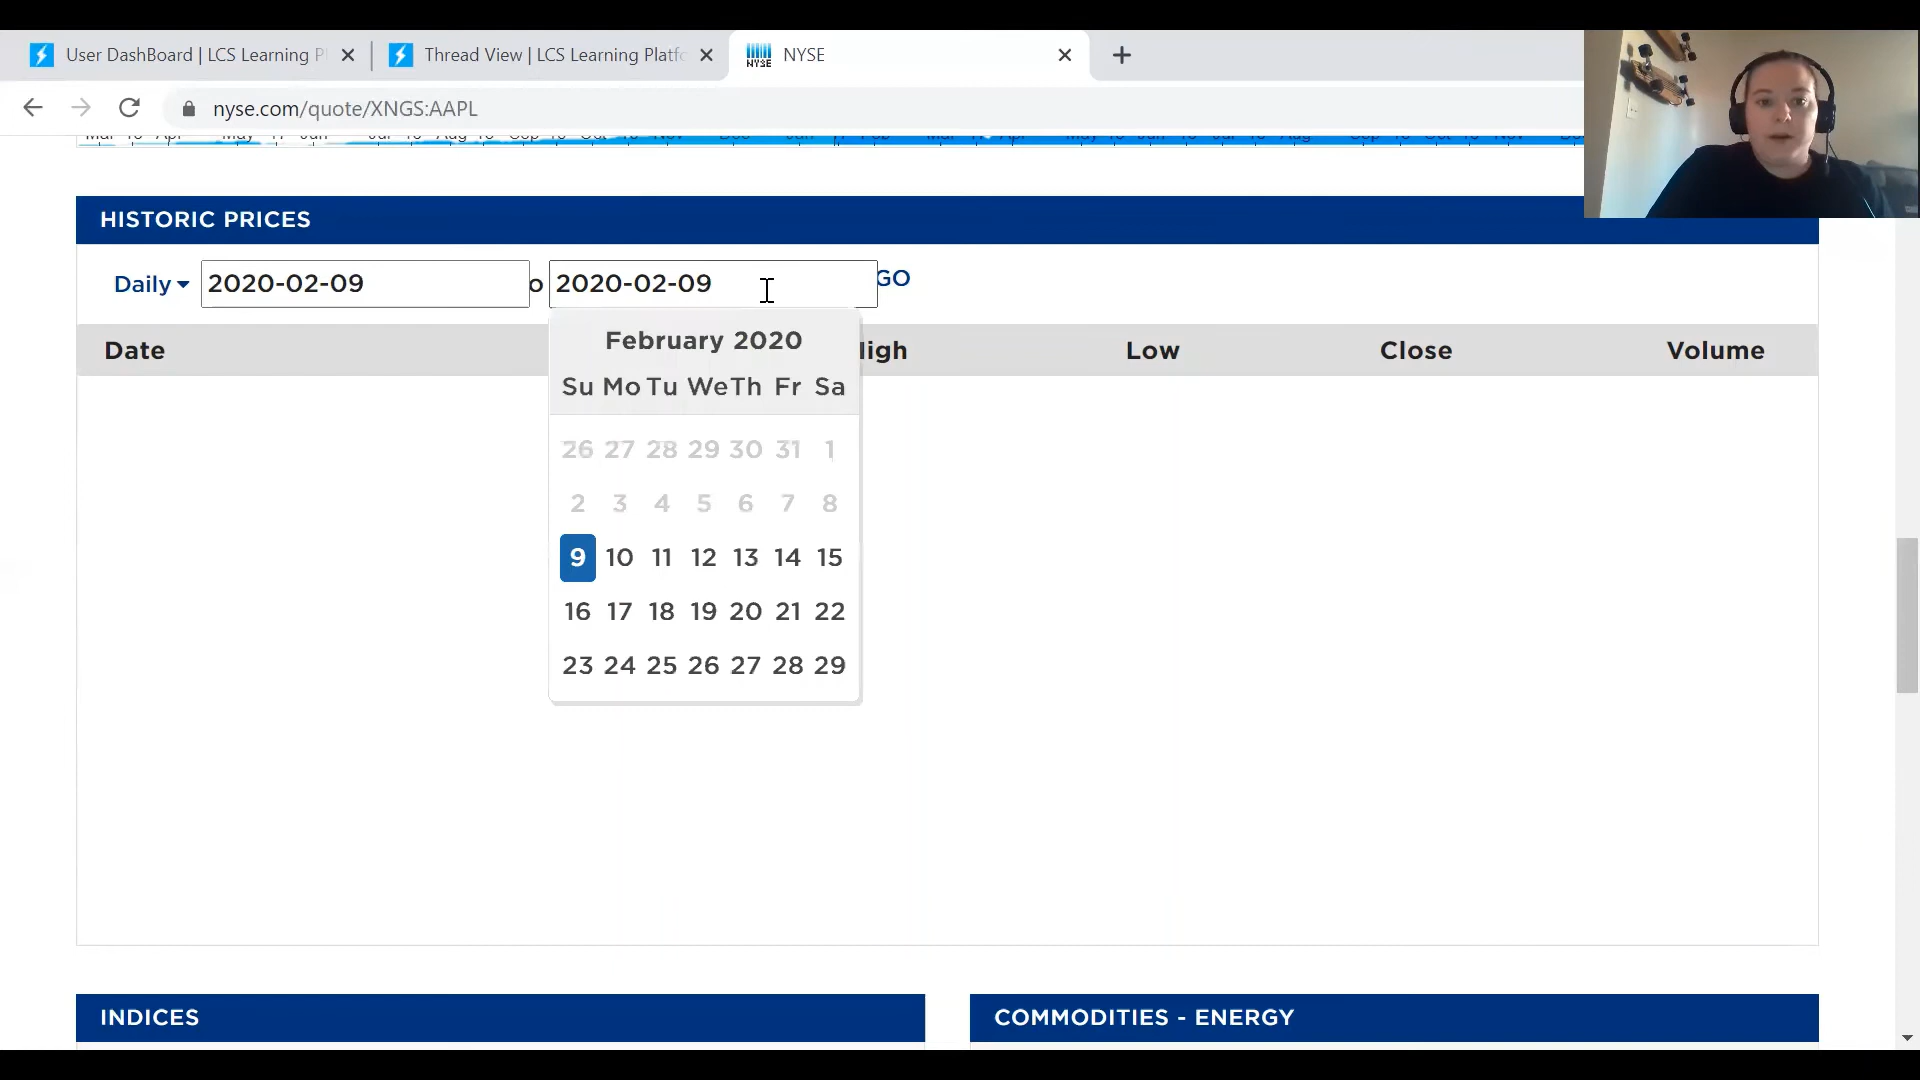 User DashBoard | LCS Learning P
Thread View | LCS Learning Platfo
NYSE
NYSE
nyse.com/quote/XNGS:AAPL
HISTORIC PRICES
Daily
2020-02-09
o
2020-02-09
GO
Date
High
Low
Close
Volume
February 2020
Su Mo Tu We Th Fr Sa
26 27 28 29 30 31 1
2 3 4 5 6 7 8
9 10 11 12 13 14 15
16 17 18 19 20 21 22
23 24 25 26 27 28 29
INDICES
COMMODITIES - ENERGY